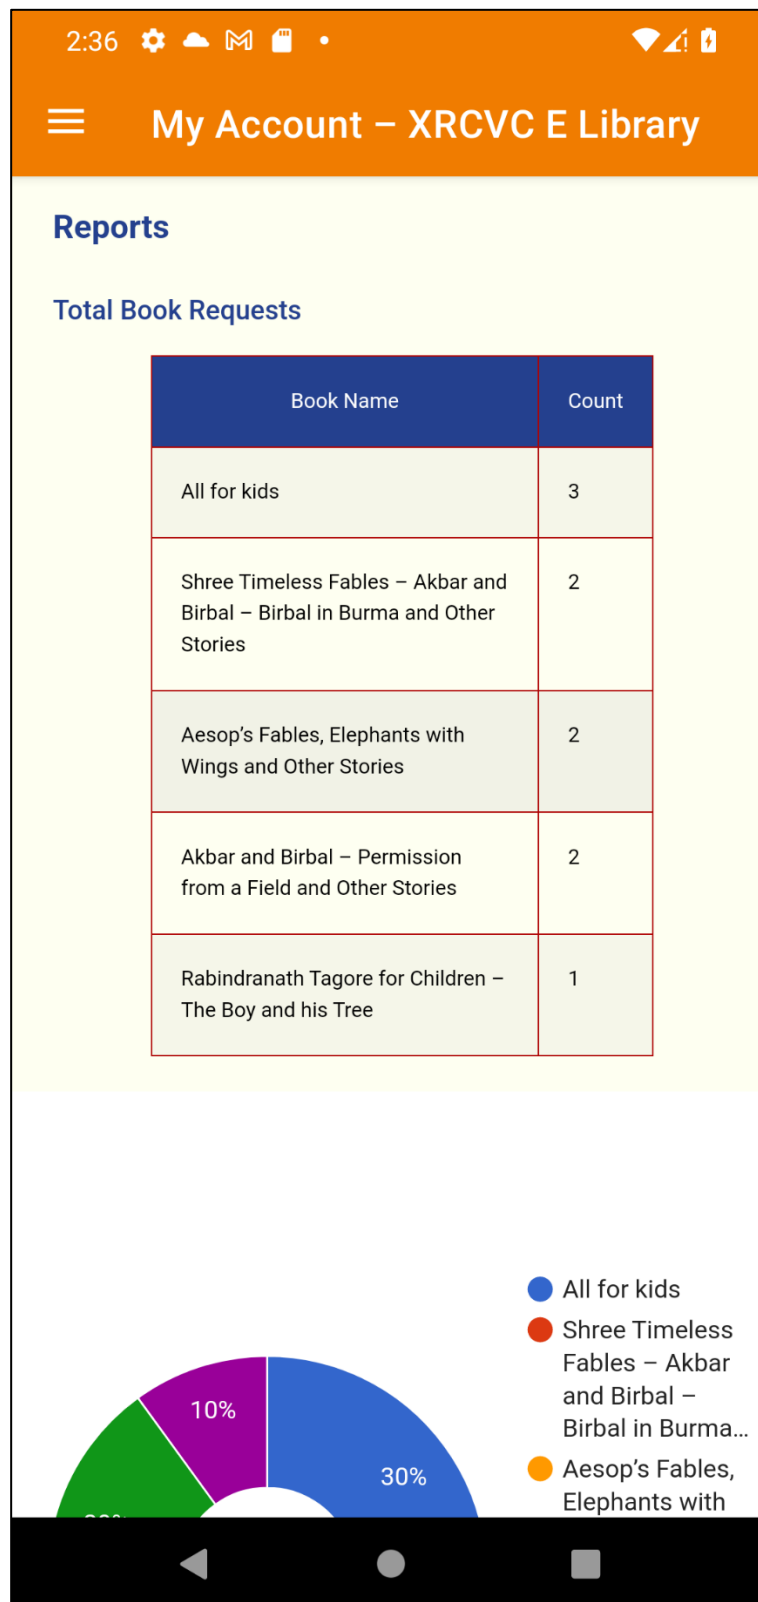 2:36
My Account – XRCVC E Library
Reports
Total Book Requests
Book Name Count
All for kids 3
Shree Timeless Fables – Akbar and 2
Birbal – Birbal in Burma and Other
Stories
Aesop’s Fables, Elephants with 2
Wings and Other Stories
Akbar and Birbal – Permission 2
from a Field and Other Stories
Rabindranath Tagore for Children – 1
The Boy and his Tree
All for kids
Shree Timeless
Fables – Akbar
and Birbal –
Birbal in Burma...
Aesop’s Fables,
Elephants with
10%
30%